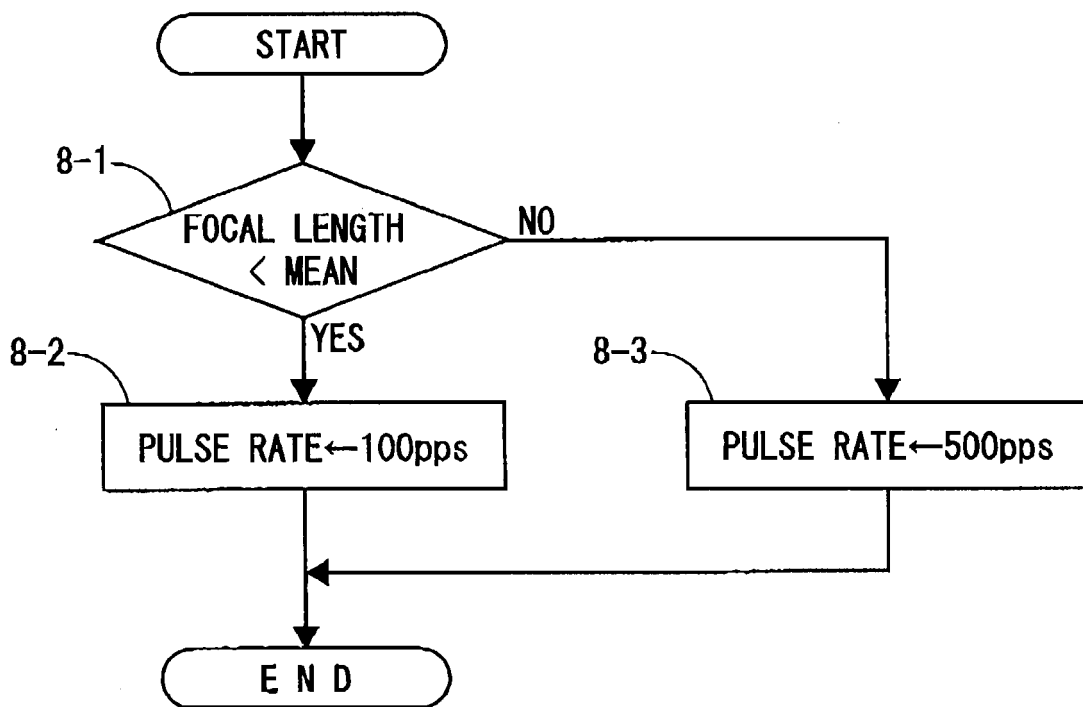 START
8-1
FOCAL LENGTH
< MEAN
NO
YES
8-2
PULSE RATE←100pps
8-3
PULSE RATE←500pps
E N D